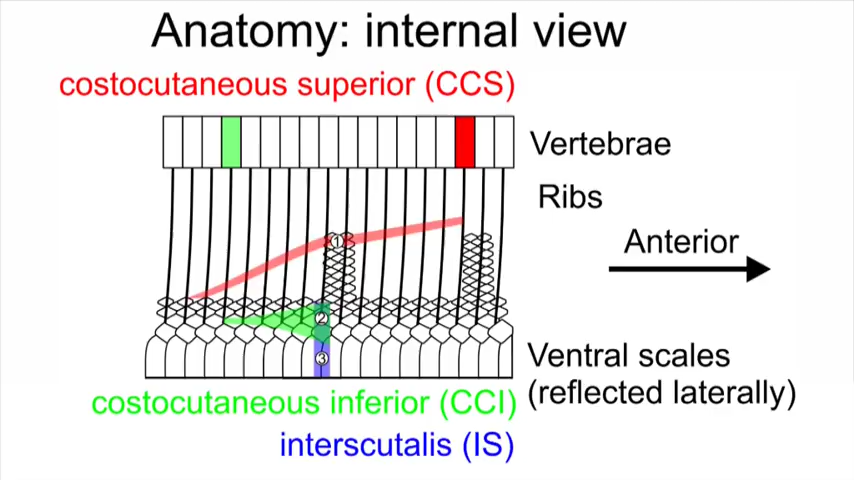 Anatomy: internal view
costocutaneous superior (CCS)
Vertebrae
Ribs
1
Anterior
2
3
Ventral scales
(reflected laterally)
costocutaneous inferior (CCI)
interscutalis (IS)